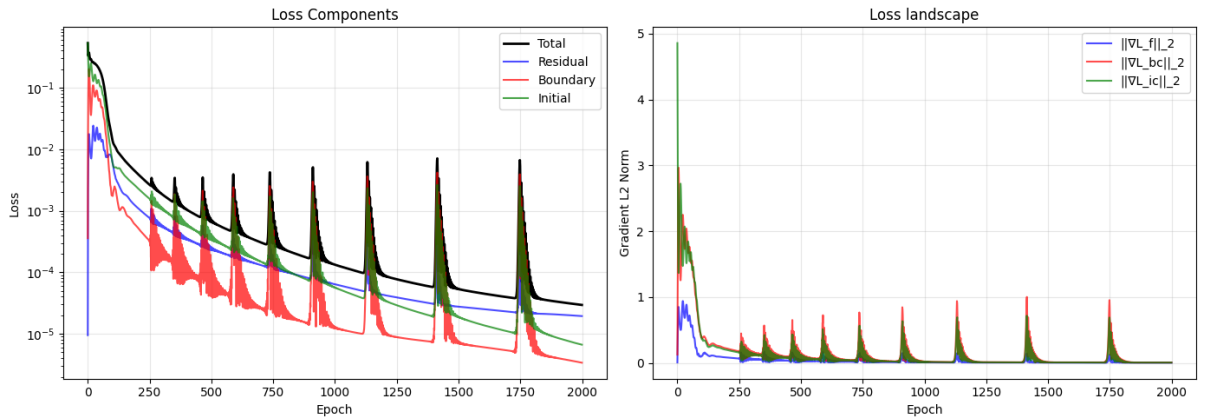 Loss Components
Loss
10⁻¹
10⁻²
10⁻³
10⁻⁴
10⁻⁵
Total
Residual
Boundary
Initial
0 250 500 750 1000 1250 1500 1750 2000
Epoch
Loss landscape
Gradient L2 Norm
5
4
3
2
1
0
||∇L_f||_2
||∇L_bc||_2
||∇L_ic||_2
0 250 500 750 1000 1250 1500 1750 2000
Epoch